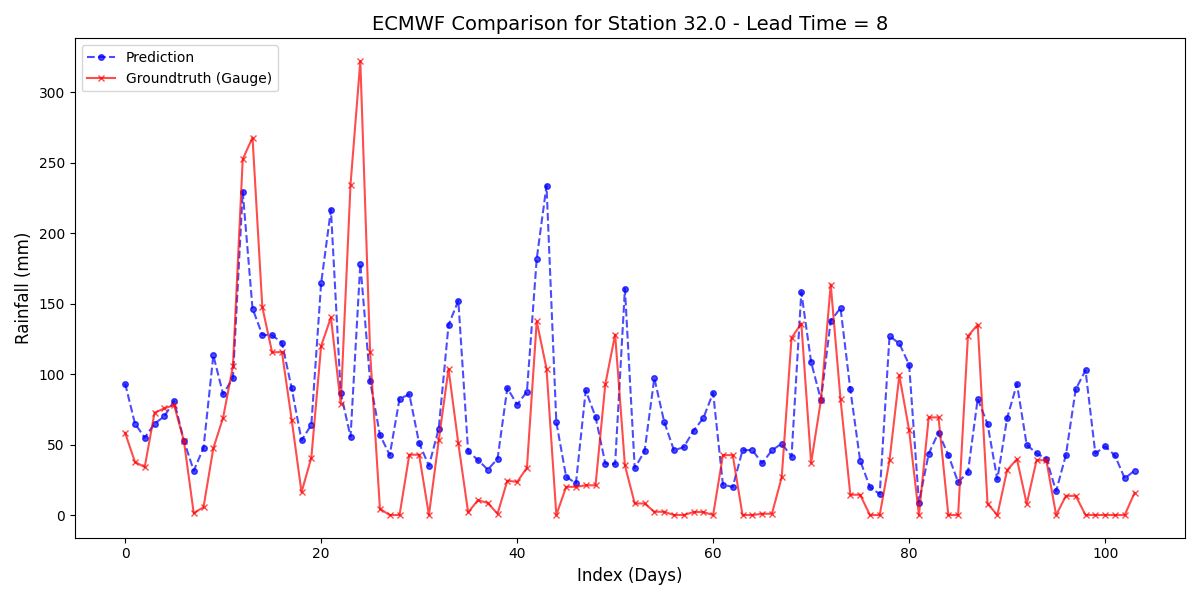 ECMWF Comparison for Station 32.0 - Lead Time = 8
Prediction
Groundtruth (Gauge)
Rainfall (mm)
300
250
200
150
100
50
0
0 20 40 60 80 100
Index (Days)